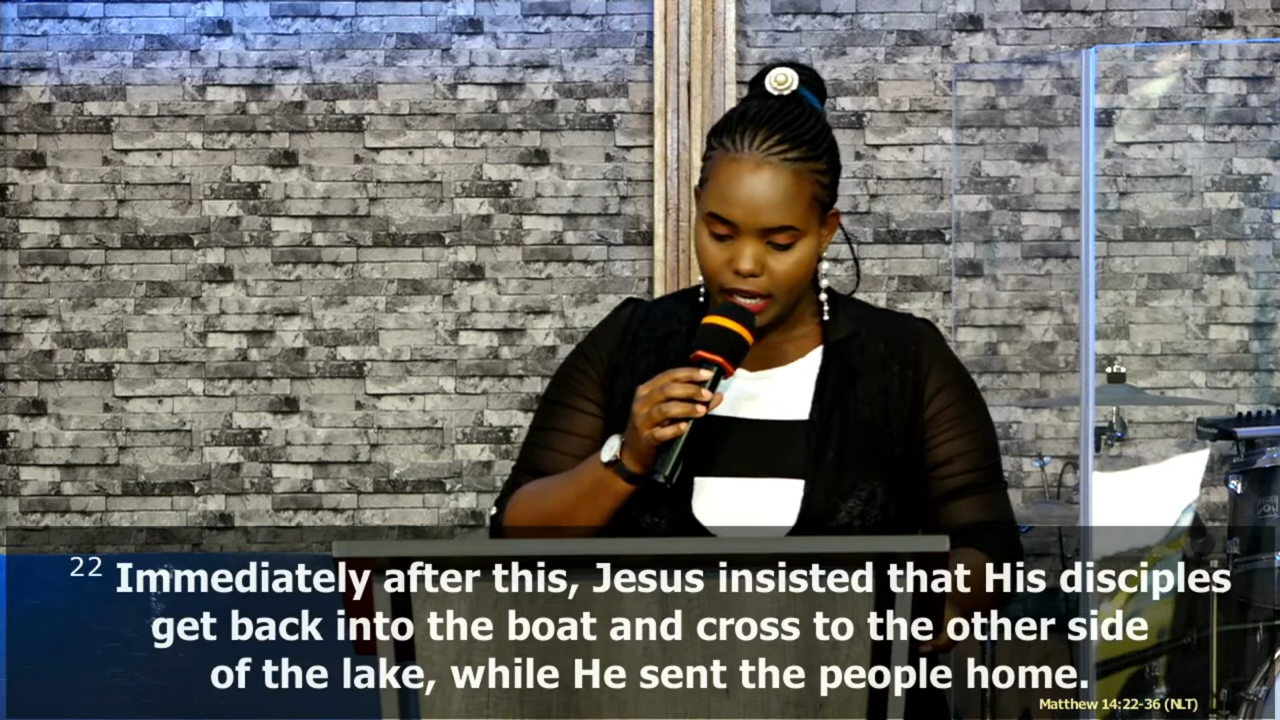 22 Immediately after this, Jesus insisted that His disciples
get back into the boat and cross to the other side
of the lake, while He sent the people home.
Matthew 14:22-36 (NLT)